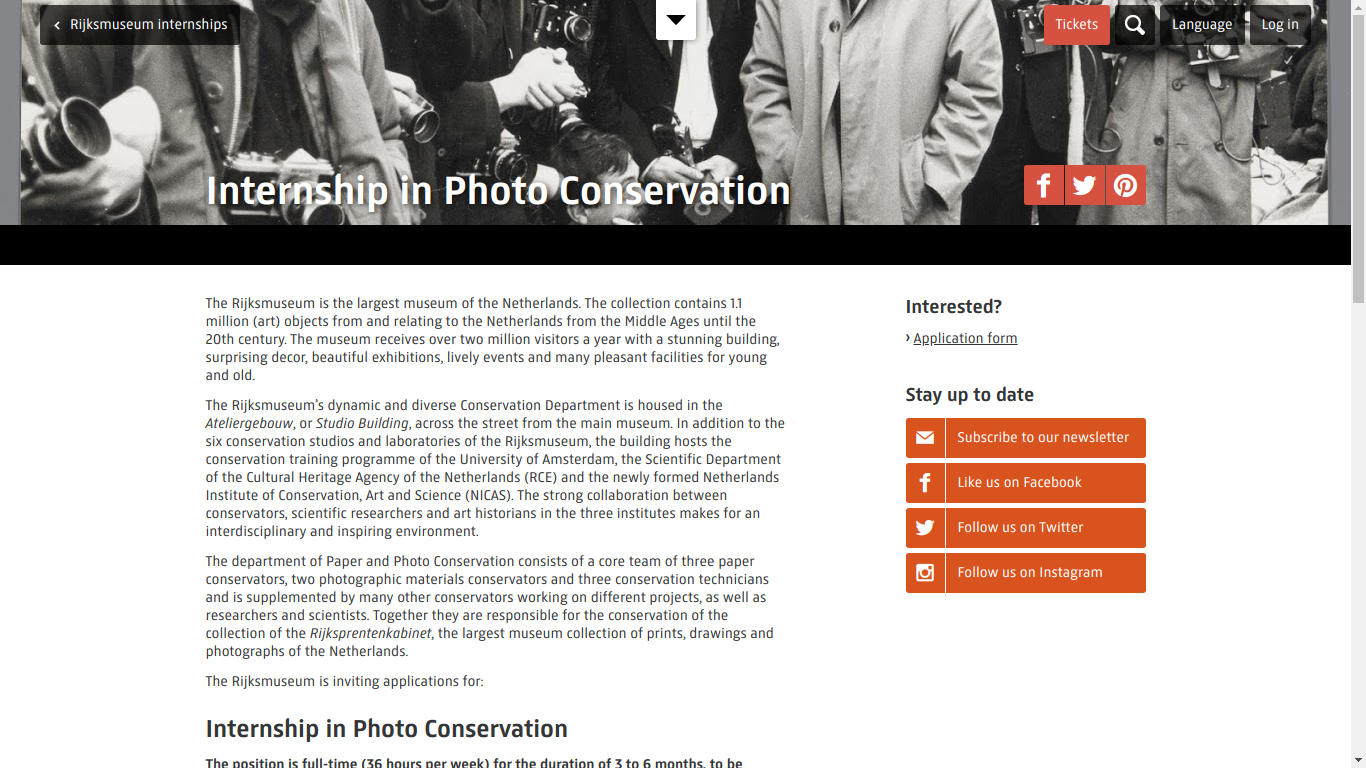 Rijksmuseum internships
Tickets
Language
Log in
Internship in Photo Conservation
The Rijksmuseum is the largest museum of the Netherlands. The collection contains 1.1
million (art) objects from and relating to the Netherlands from the Middle Ages until the
20th century. The museum receives over two million visitors a year with a stunning building,
surprising decor, beautiful exhibitions, lively events and many pleasant facilities for young
and old.
The Rijksmuseum’s dynamic and diverse Conservation Department is housed in the
Ateliergebouw, or Studio Building, across the street from the main museum. In addition to the
six conservation studios and laboratories of the Rijksmuseum, the building hosts the
conservation training programme of the University of Amsterdam, the Scientific Department
of the Cultural Heritage Agency of the Netherlands (RCE) and the newly formed Netherlands
Institute of Conservation, Art and Science (NICAS). The strong collaboration between
conservators, scientific researchers and art historians in the three institutes makes for an
interdisciplinary and inspiring environment.
The department of Paper and Photo Conservation consists of a core team of three paper
conservators, two photographic materials conservators and three conservation technicians
and is supplemented by many other conservators working on different projects, as well as
researchers and scientists. Together they are responsible for the conservation of the
collection of the Rijksprentenkabinet, the largest museum collection of prints, drawings and
photographs of the Netherlands.
The Rijksmuseum is inviting applications for:
Internship in Photo Conservation
The position is full-time (36 hours per week) for the duration of 3 to 6 months, to be
Interested?
› Application form
Stay up to date
Subscribe to our newsletter
Like us on Facebook
Follow us on Twitter
Follow us on Instagram